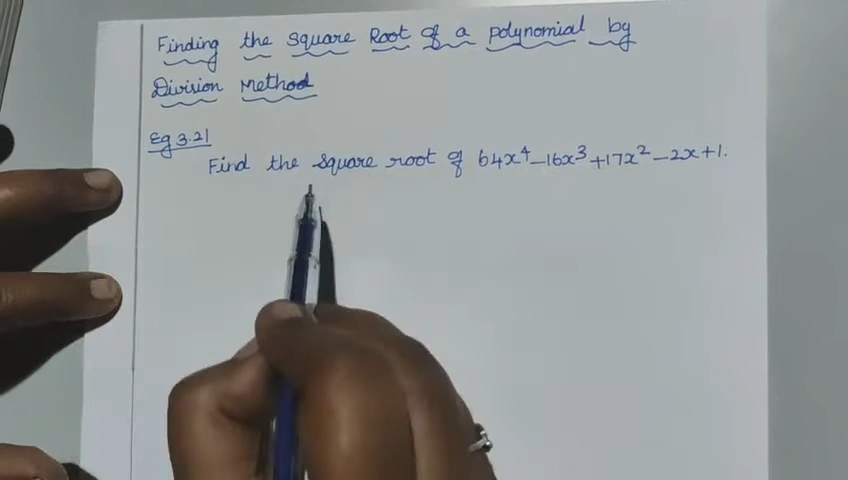 Finding the square Root of a polynomial by
Division Method
Eg 3.21
Find the square root of 64x⁴-16x³+17x²-2x+1.